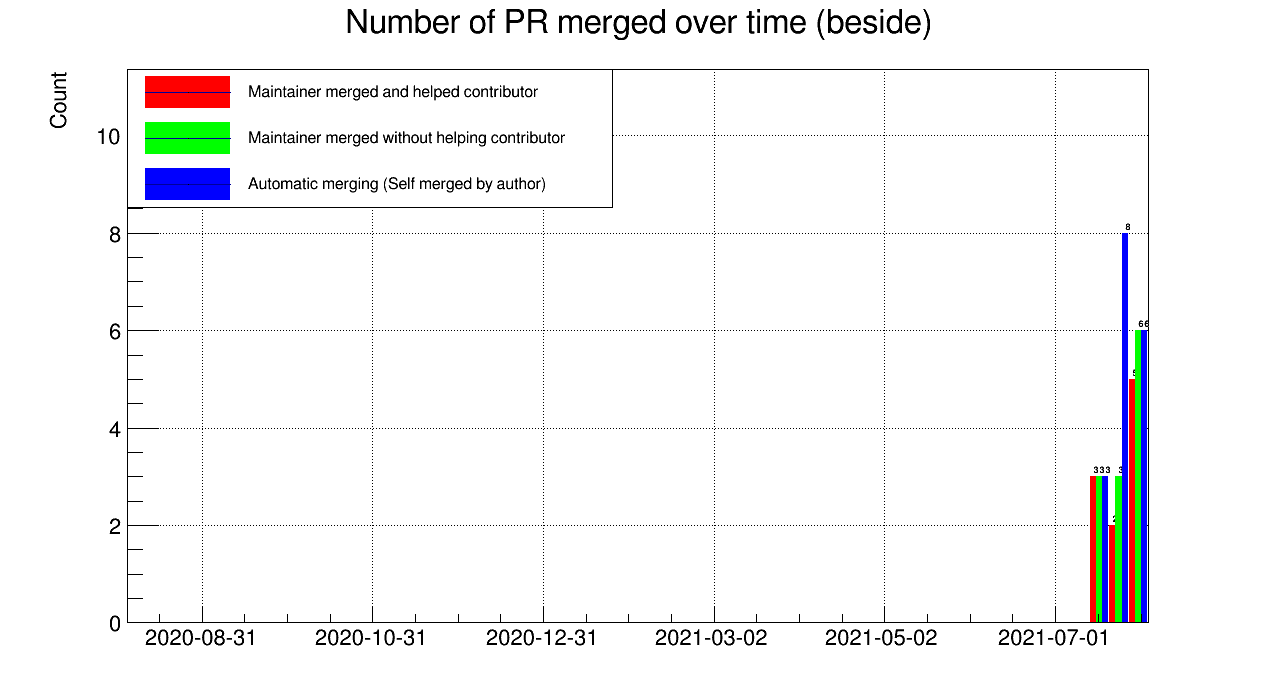 Number of PR merged over time (beside)
Count
Maintainer merged and helped contributor
Maintainer merged without helping contributor
Automatic merging (Self merged by author)
10
8
6
4
2
0
8
6 6
5
3 3 3
3
2
2020-08-31
2020-10-31
2020-12-31
2021-03-02
2021-05-02
2021-07-01